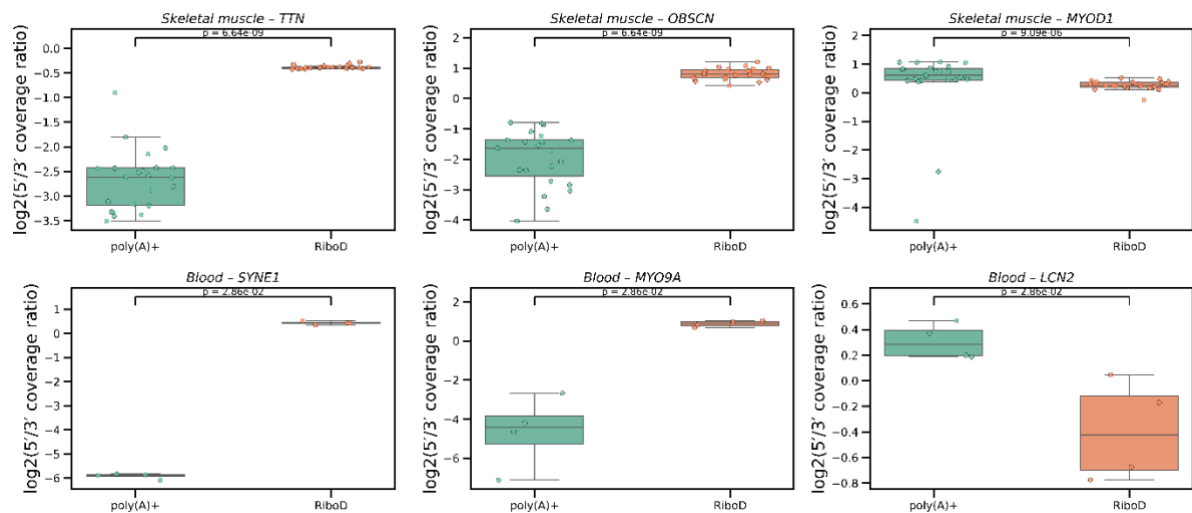 Skeletal muscle – TTN
p = 6.64e-09
log2(5′/3′ coverage ratio)
0.0
−0.5
−1.0
−1.5
−2.0
−2.5
−3.0
−3.5
poly(A)+ RiboD
Skeletal muscle – OBSCN
p = 6.64e-09
log2(5′/3′ coverage ratio)
2
1
0
−1
−2
−3
−4
poly(A)+ RiboD
Skeletal muscle – MYOD1
p = 9.09e-06
log2(5′/3′ coverage ratio)
2
1
0
−1
−2
−3
−4
poly(A)+ RiboD
Blood – SYNE1
p = 2.86e-02
log2(5′/3′ coverage ratio)
1
0
−1
−2
−3
−4
−5
−6
poly(A)+ RiboD
Blood – MYO9A
p = 2.86e-02
log2(5′/3′ coverage ratio)
2
0
−2
−4
−6
poly(A)+ RiboD
Blood – LCN2
p = 2.86e-02
log2(5′/3′ coverage ratio)
0.6
0.4
0.2
0.0
−0.2
−0.4
−0.6
−0.8
poly(A)+ RiboD